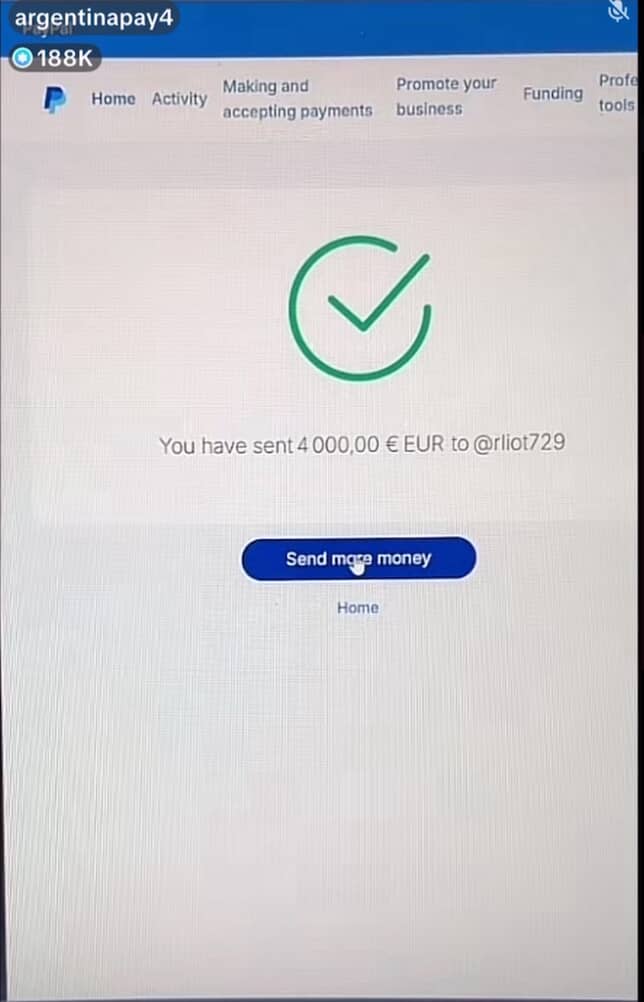 argentinapay4
PayPal
188K
Home
Activity
Making and
accepting payments
Promote your
business
Funding
Profe
tools
You have sent 4 000,00 € EUR to @rliot729
Send more money
Home